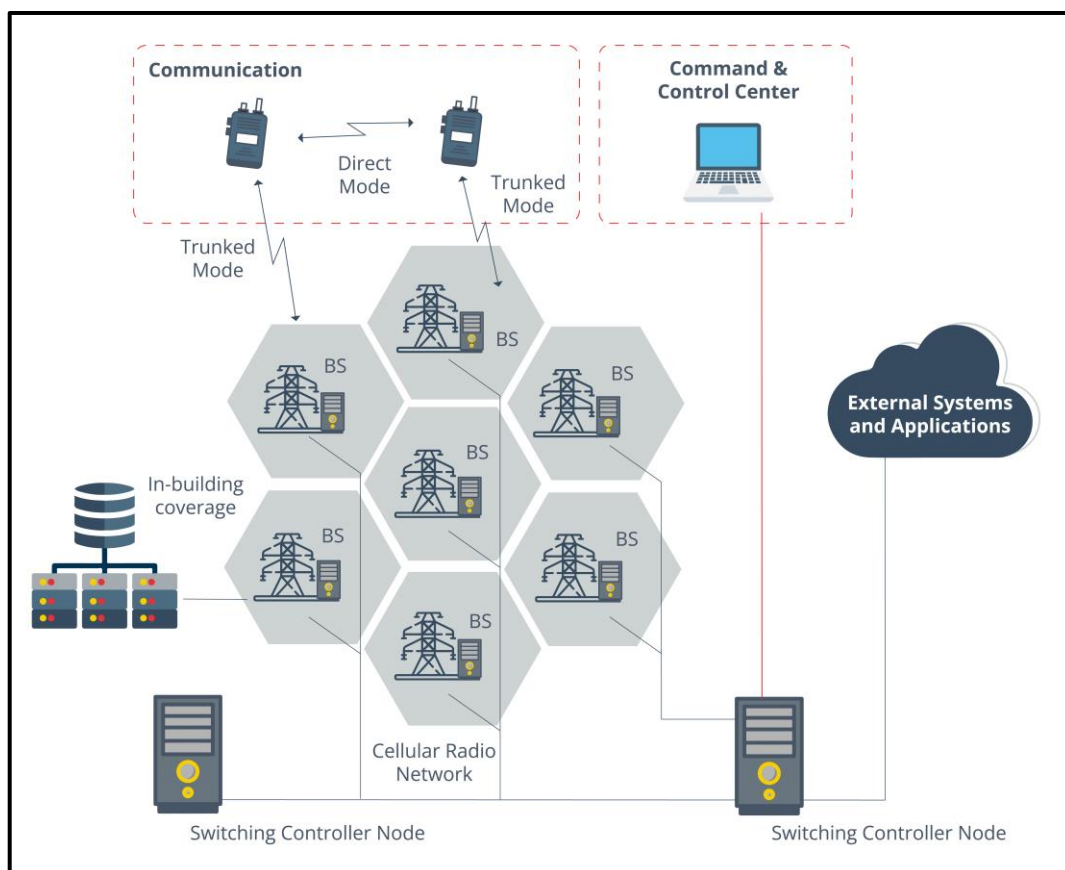 Communication
Command &
Control Center
Direct
Mode
Trunked
Mode
Trunked
Mode
BS
BS
BS
External Systems
and Applications
BS
In-building
coverage
BS
BS
BS
Cellular Radio
Network
Switching Controller Node
Switching Controller Node